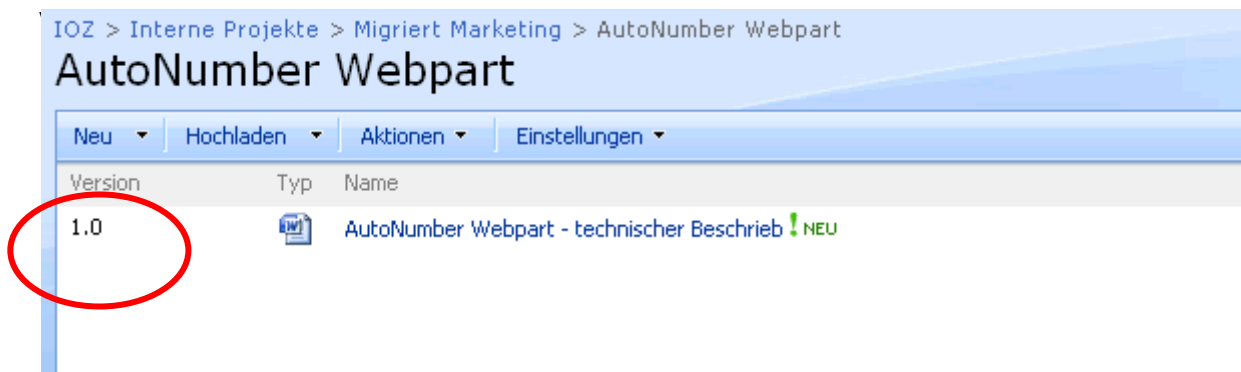 IOZ > Interne Projekte > Migriert Marketing > AutoNumber Webpart
AutoNumber Webpart
Neu Hochladen Aktionen Einstellungen
Version Typ Name
1.0 AutoNumber Webpart - technischer Beschrieb ! NEU